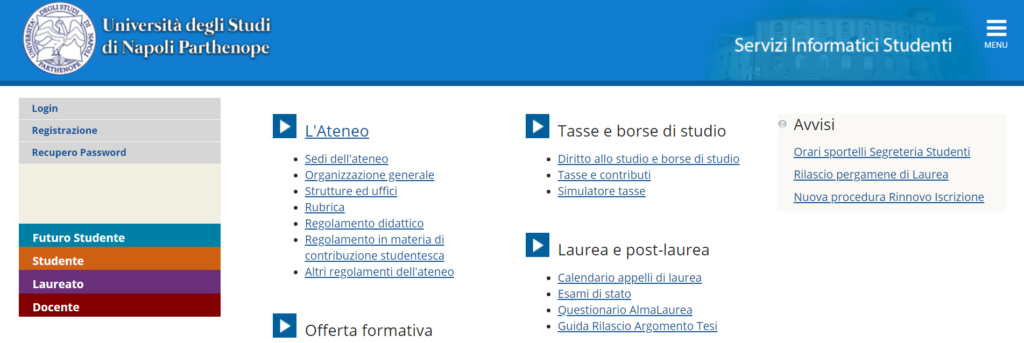 Università degli Studi
di Napoli Parthenope
Servizi Informatici Studenti
MENU
Login
Registrazione
Recupero Password
Futuro Studente
Studente
Laureato
Docente
L'Ateneo
Sedi dell'ateneo
Organizzazione generale
Strutture ed uffici
Rubrica
Regolamento didattico
Regolamento in materia di
contribuzione studentesca
Altri regolamenti dell'ateneo
Offerta formativa
Tasse e borse di studio
Diritto allo studio e borse di studio
Tasse e contributi
Simulatore tasse
Laurea e post-laurea
Calendario appelli di laurea
Esami di stato
Questionario AlmaLaurea
Guida Rilascio Argomento Tesi
Avvisi
Orari sportelli Segreteria Studenti
Rilascio pergamene di Laurea
Nuova procedura Rinnovo Iscrizione